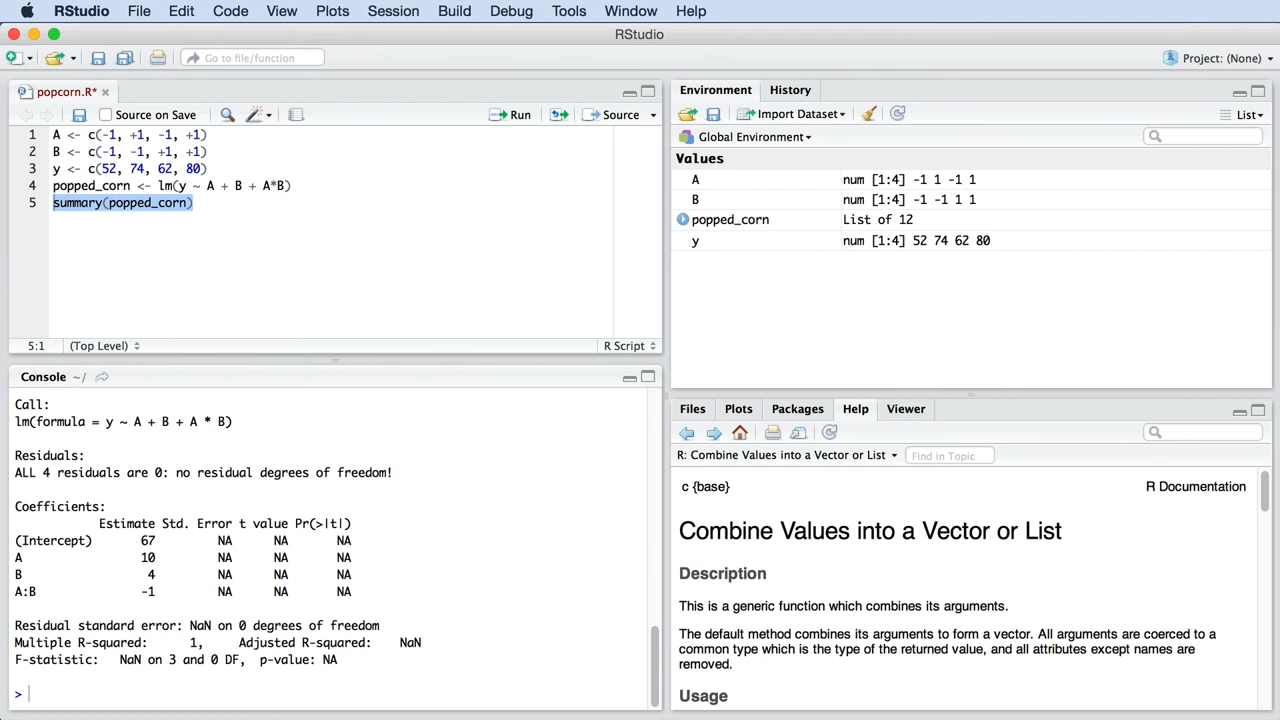 RStudio File Edit Code View Plots Session Build Debug Tools Window Help
RStudio
Go to file/function
Project: (None)
popcorn.R*
Source on Save
Run
Source
1 A <- c(-1, +1, -1, +1)
2 B <- c(-1, -1, +1, +1)
3 y <- c(52, 74, 62, 80)
4 popped_corn <- lm(y ~ A + B + A*B)
5 summary(popped_corn)
5:1 (Top Level) R Script
Console ~/
Call:
lm(formula = y ~ A + B + A * B)
Residuals:
ALL 4 residuals are 0: no residual degrees of freedom!
Coefficients:
Estimate Std. Error t value Pr(>|t|)
(Intercept) 67 NA NA NA
A 10 NA NA NA
B 4 NA NA NA
A:B -1 NA NA NA
Residual standard error: NaN on 0 degrees of freedom
Multiple R-squared: 1, Adjusted R-squared: NaN
F-statistic: NaN on 3 and 0 DF, p-value: NA
>
Environment History
Import Dataset
List
Global Environment
Values
A num [1:4] -1 1 -1 1
B num [1:4] -1 -1 1 1
popped_corn List of 12
y num [1:4] 52 74 62 80
Files Plots Packages Help Viewer
R: Combine Values into a Vector or List Find in Topic
c {base} R Documentation
Combine Values into a Vector or List
Description
This is a generic function which combines its arguments.
The default method combines its arguments to form a vector. All arguments are coerced to a
common type which is the type of the returned value, and all attributes except names are
removed.
Usage